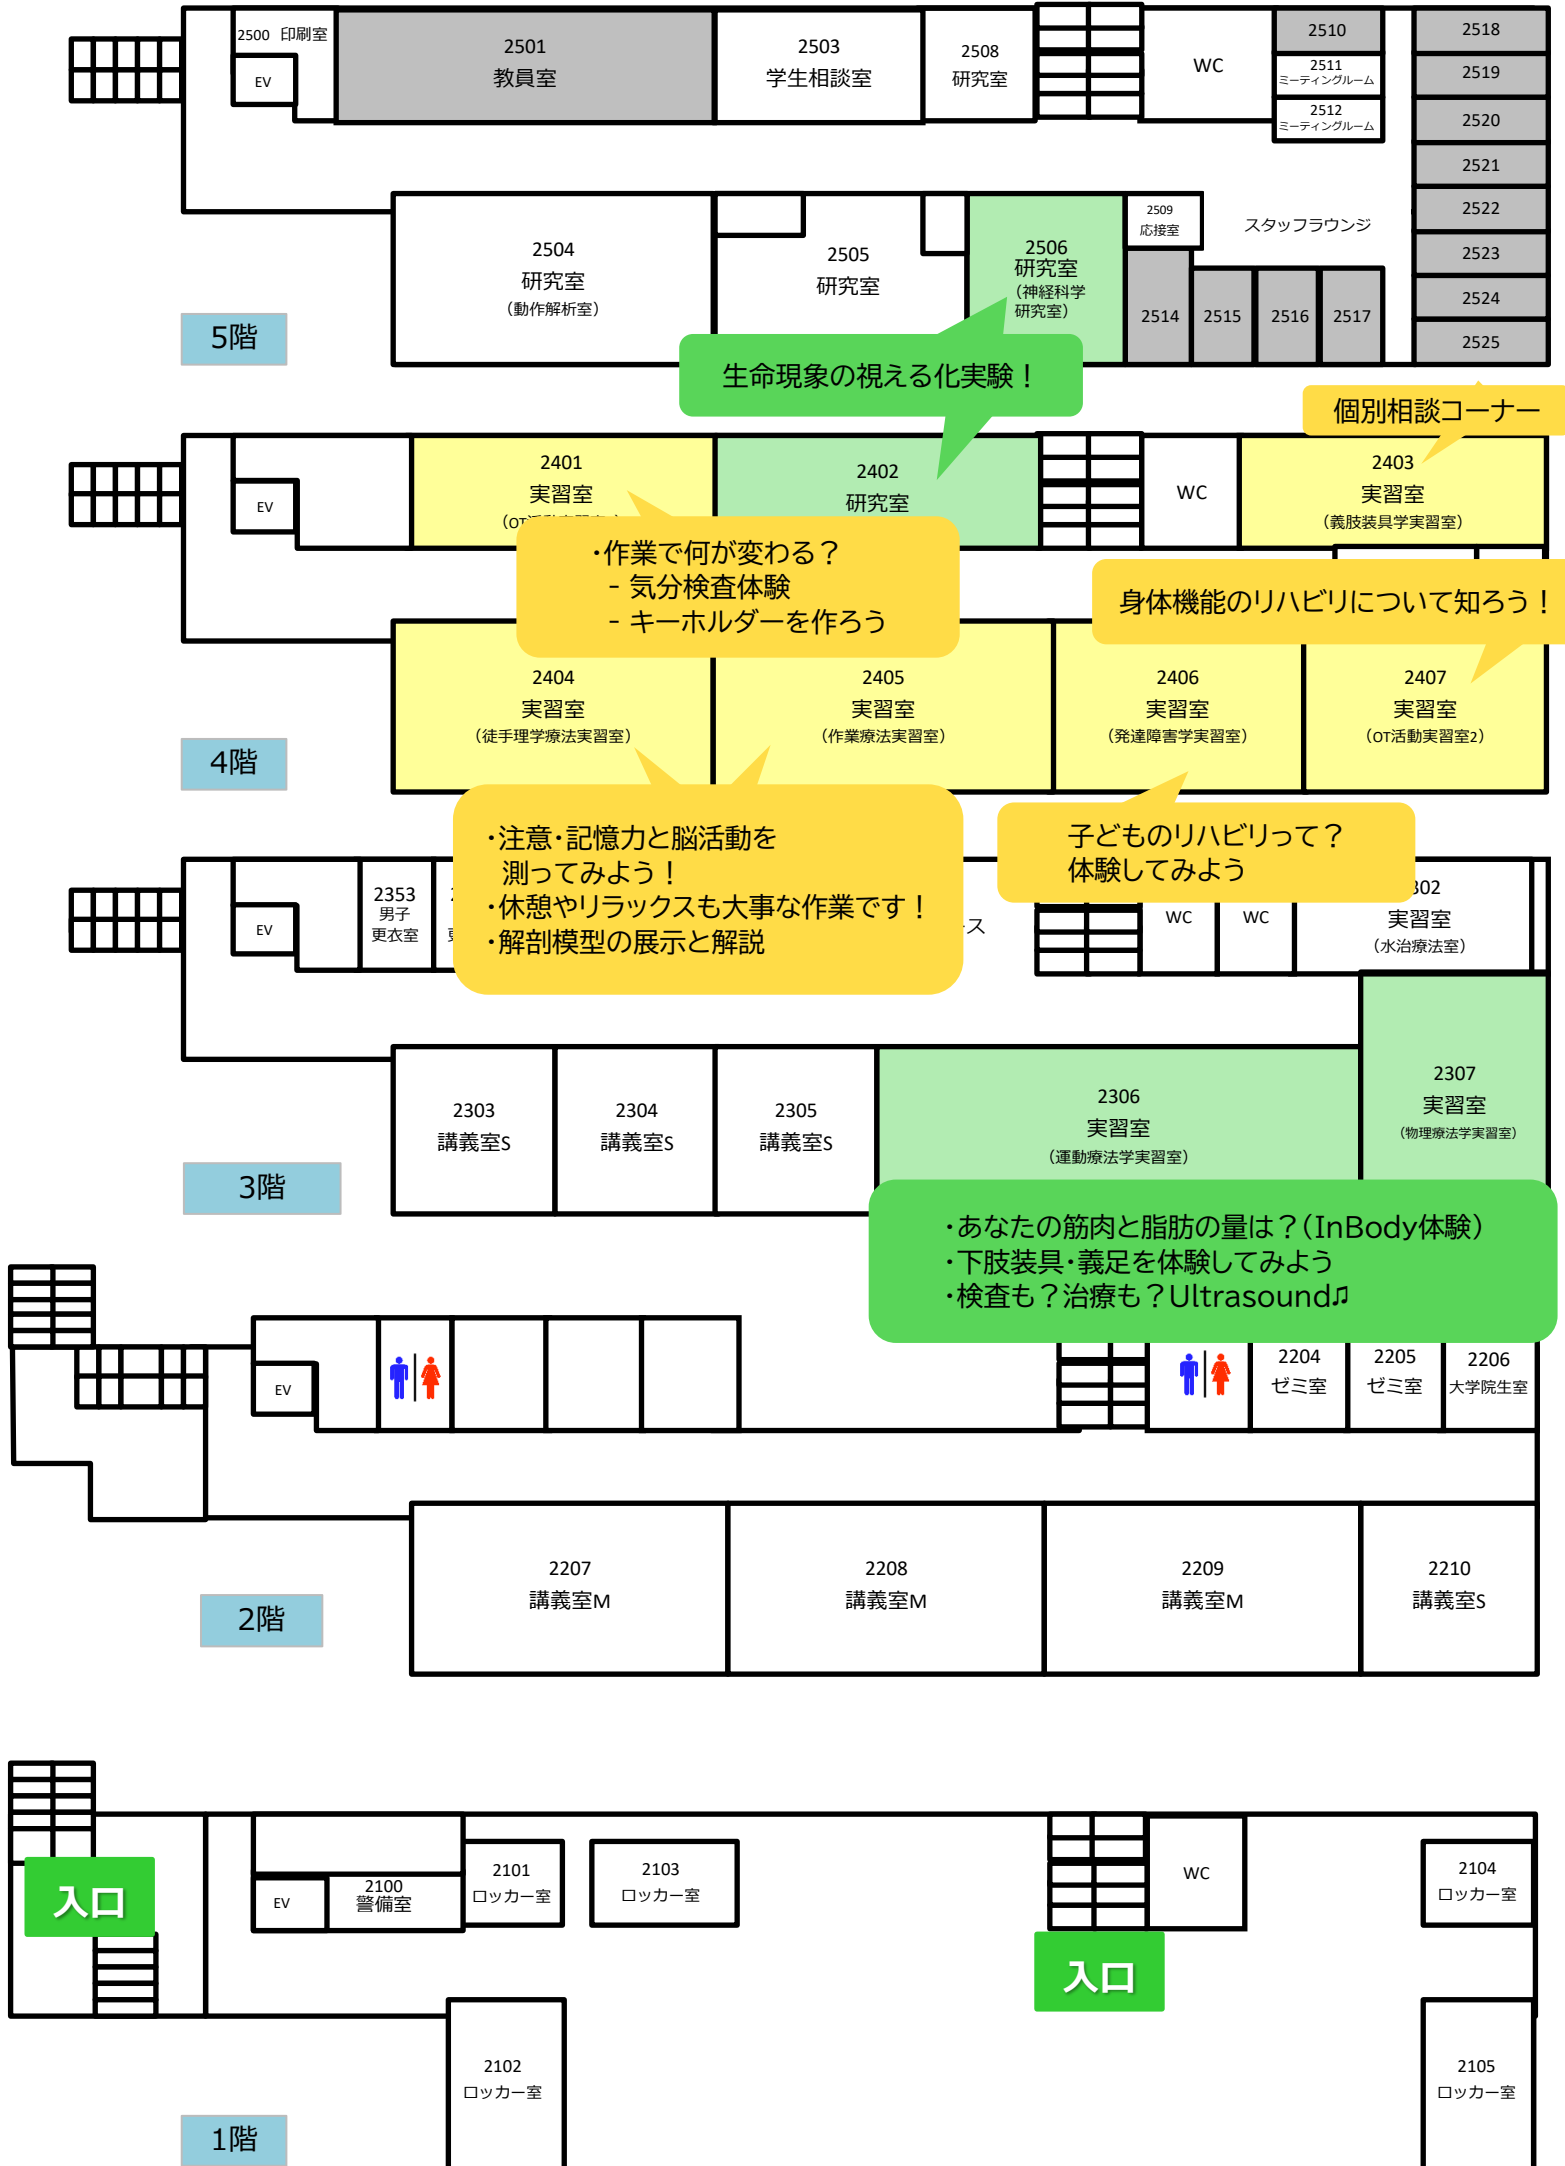 2500 印刷室
EV
2501
教員室
2503
学生相談室
2508
研究室
WC
2510
2511
ミーティングルーム
2512
ミーティングルーム
2518
2519
2520
2521
2522
2523
2524
2525
2504
研究室
（動作解析室）
2505
研究室
2506
研究室
（神経科学
研究室）
2509
応接室
スタッフラウンジ
2514
2515
2516
2517
5階
生命現象の視える化実験！
個別相談コーナー
EV
2401
実習室
2402
研究室
WC
2403
実習室
（義肢装具学実習室）
・作業で何が変わる？
- 気分検査体験
- キーホルダーを作ろう
身体機能のリハビリについて知ろう！
2404
実習室
（徒手理学療法実習室）
2405
実習室
（作業療法実習室）
2406
実習室
（発達障害学実習室）
2407
実習室
（OT活動実習室2）
4階
・注意・記憶力と脳活動を
測ってみよう！
・休憩やリラックスも大事な作業です！
・解剖模型の展示と解説
子どものリハビリって？
体験してみよう
EV
2353
男子
更衣室
ース
WC
WC
302
実習室
（水治療法室）
2303
講義室S
2304
講義室S
2305
講義室S
2306
実習室
（運動療法学実習室）
2307
実習室
（物理療法学実習室）
3階
・あなたの筋肉と脂肪の量は？（InBody体験）
・下肢装具・義足を体験してみよう
・検査も？治療も？Ultrasound♫
EV
2204
ゼミ室
2205
ゼミ室
2206
大学院生室
2207
講義室M
2208
講義室M
2209
講義室M
2210
講義室S
2階
入口
EV
2100
警備室
2101
ロッカー室
2103
ロッカー室
WC
2104
ロッカー室
入口
2102
ロッカー室
2105
ロッカー室
1階